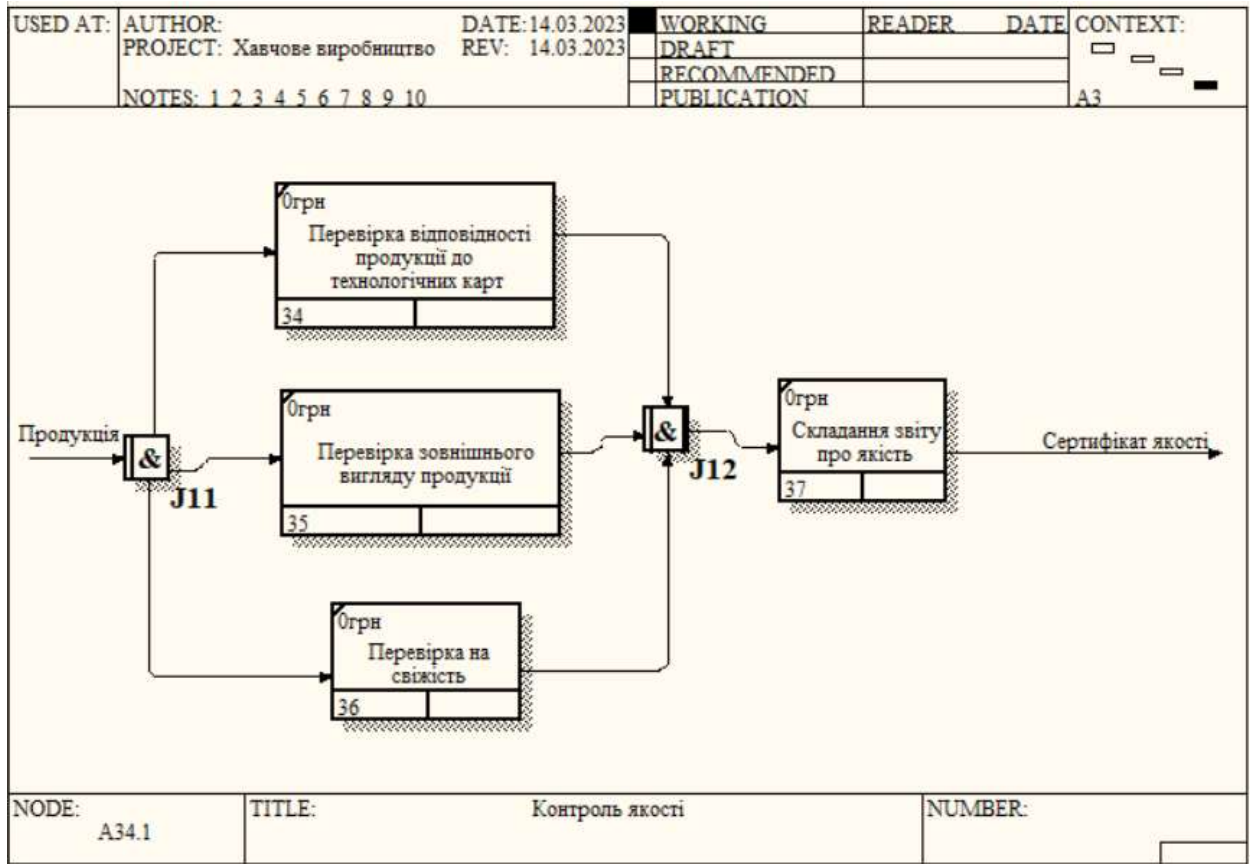 USED AT:
AUTHOR:
DATE: 14.03.2023
PROJECT: Хавчове виробництво
REV: 14.03.2023
NOTES: 1 2 3 4 5 6 7 8 9 10
WORKING
DRAFT
RECOMMENDED
PUBLICATION
READER
DATE
CONTEXT:
A3
0грн
Перевірка відповідності
продукції до
технологічних карт
34
Продукція
&
J11
0грн
Перевірка зовнішнього
вигляду продукції
35
&
J12
0грн
Складання звіту
про якість
37
Сертифікат якості
0грн
Перевірка на
свіжість
36
NODE:
A34.1
TITLE:
Контроль якості
NUMBER: